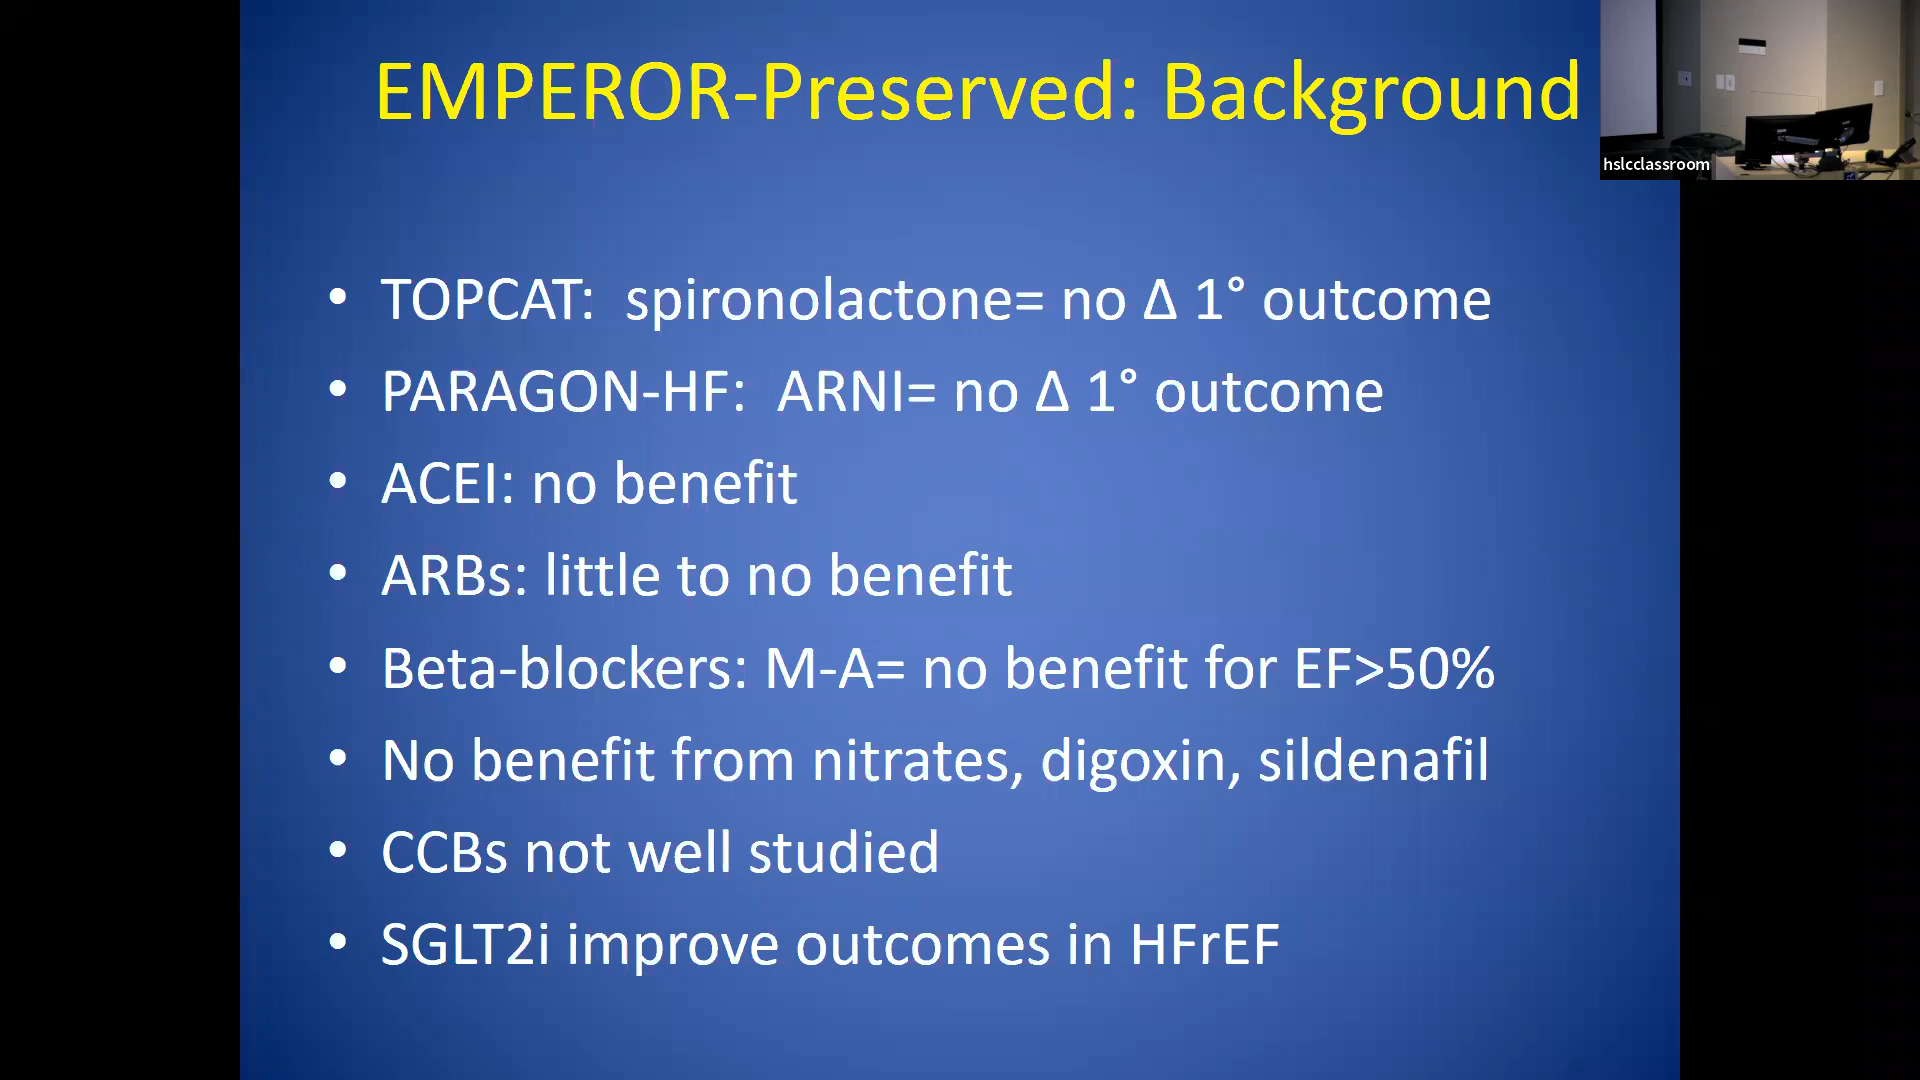 EMPEROR-Preserved: Background
hslcclassroom
• TOPCAT:  spironolactone= no Δ 1° outcome
• PARAGON-HF:  ARNI= no Δ 1° outcome
• ACEI: no benefit
• ARBs: little to no benefit
• Beta-blockers: M-A= no benefit for EF>50%
• No benefit from nitrates, digoxin, sildenafil
• CCBs not well studied
• SGLT2i improve outcomes in HFrEF